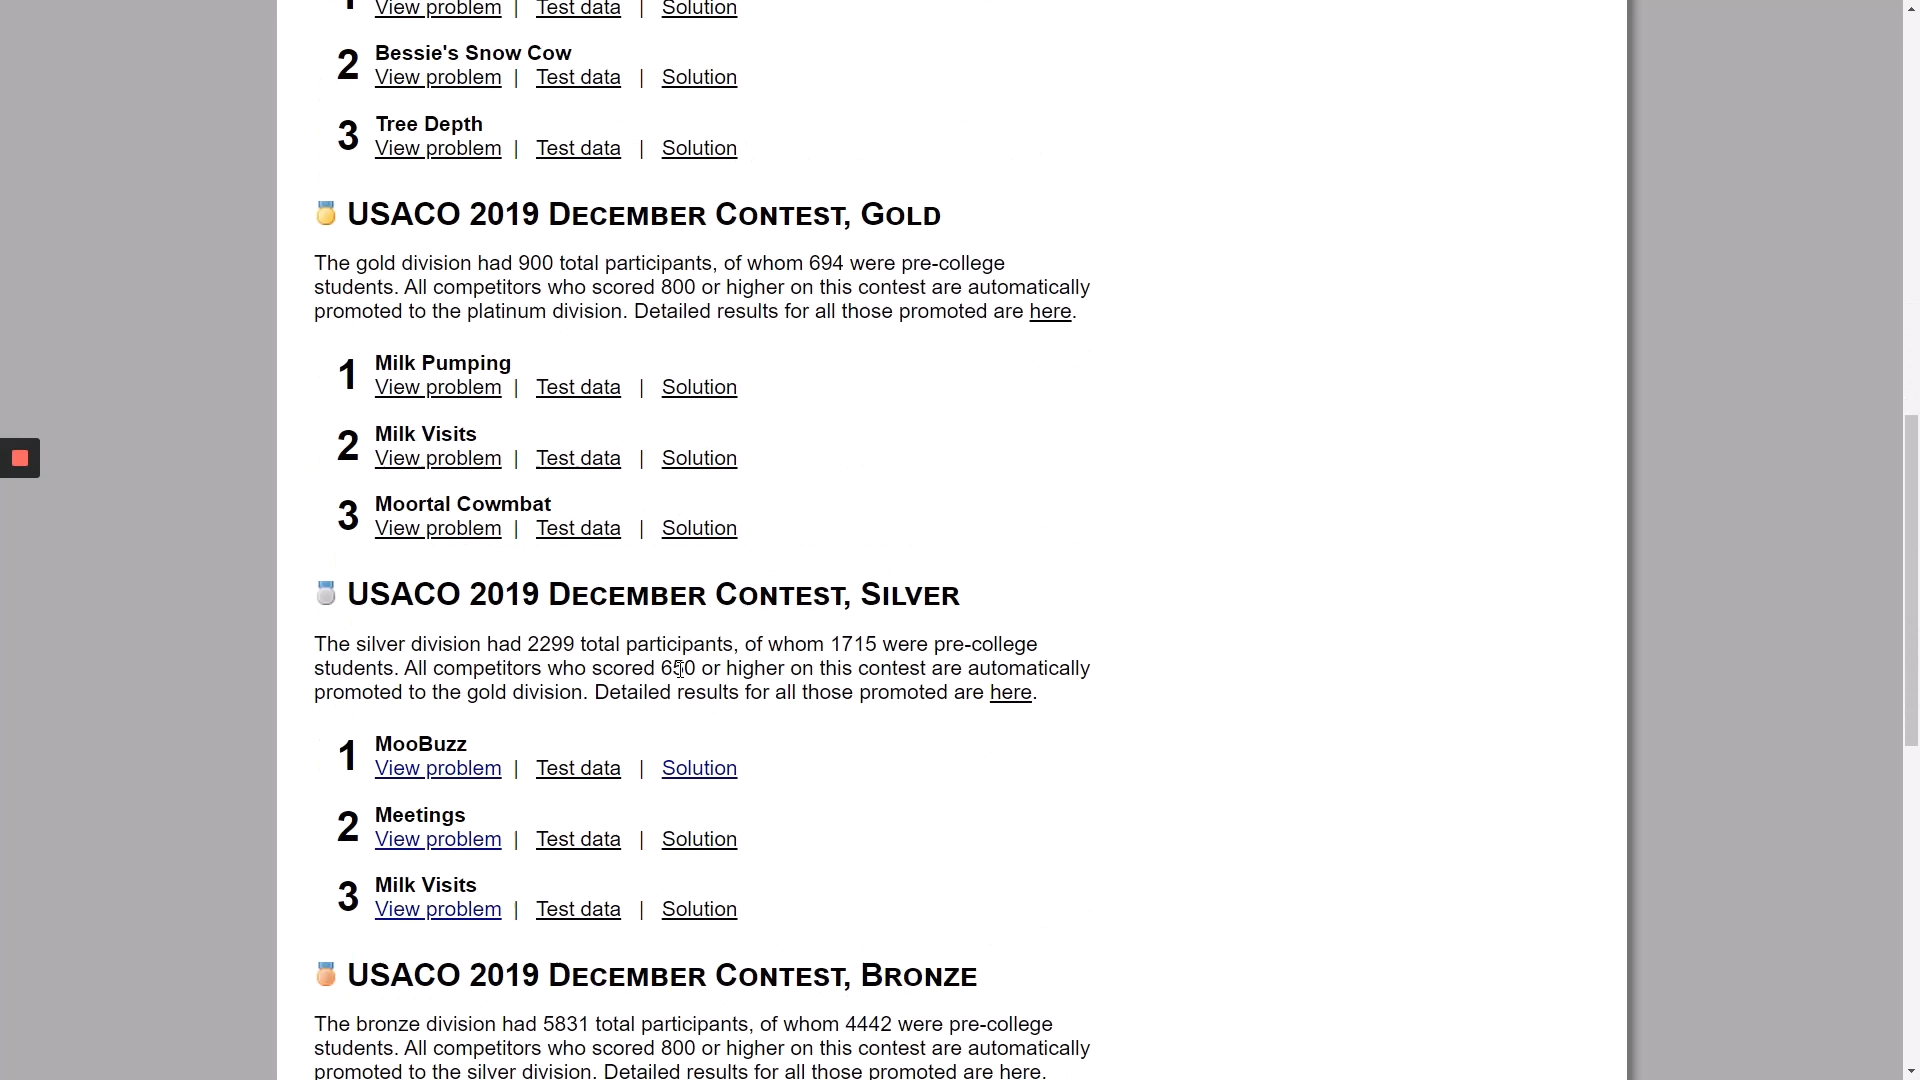 1 View problem | Test data | Solution
2 Bessie's Snow Cow
View problem | Test data | Solution
3 Tree Depth
View problem | Test data | Solution
USACO 2019 December Contest, Gold
The gold division had 900 total participants, of whom 694 were pre-college
students. All competitors who scored 800 or higher on this contest are automatically
promoted to the platinum division. Detailed results for all those promoted are here.
1 Milk Pumping
View problem | Test data | Solution
2 Milk Visits
View problem | Test data | Solution
3 Moortal Cowmbat
View problem | Test data | Solution
USACO 2019 December Contest, Silver
The silver division had 2299 total participants, of whom 1715 were pre-college
students. All competitors who scored 650 or higher on this contest are automatically
promoted to the gold division. Detailed results for all those promoted are here.
1 MooBuzz
View problem | Test data | Solution
2 Meetings
View problem | Test data | Solution
3 Milk Visits
View problem | Test data | Solution
USACO 2019 December Contest, Bronze
The bronze division had 5831 total participants, of whom 4442 were pre-college
students. All competitors who scored 800 or higher on this contest are automatically
promoted to the silver division. Detailed results for all those promoted are here.